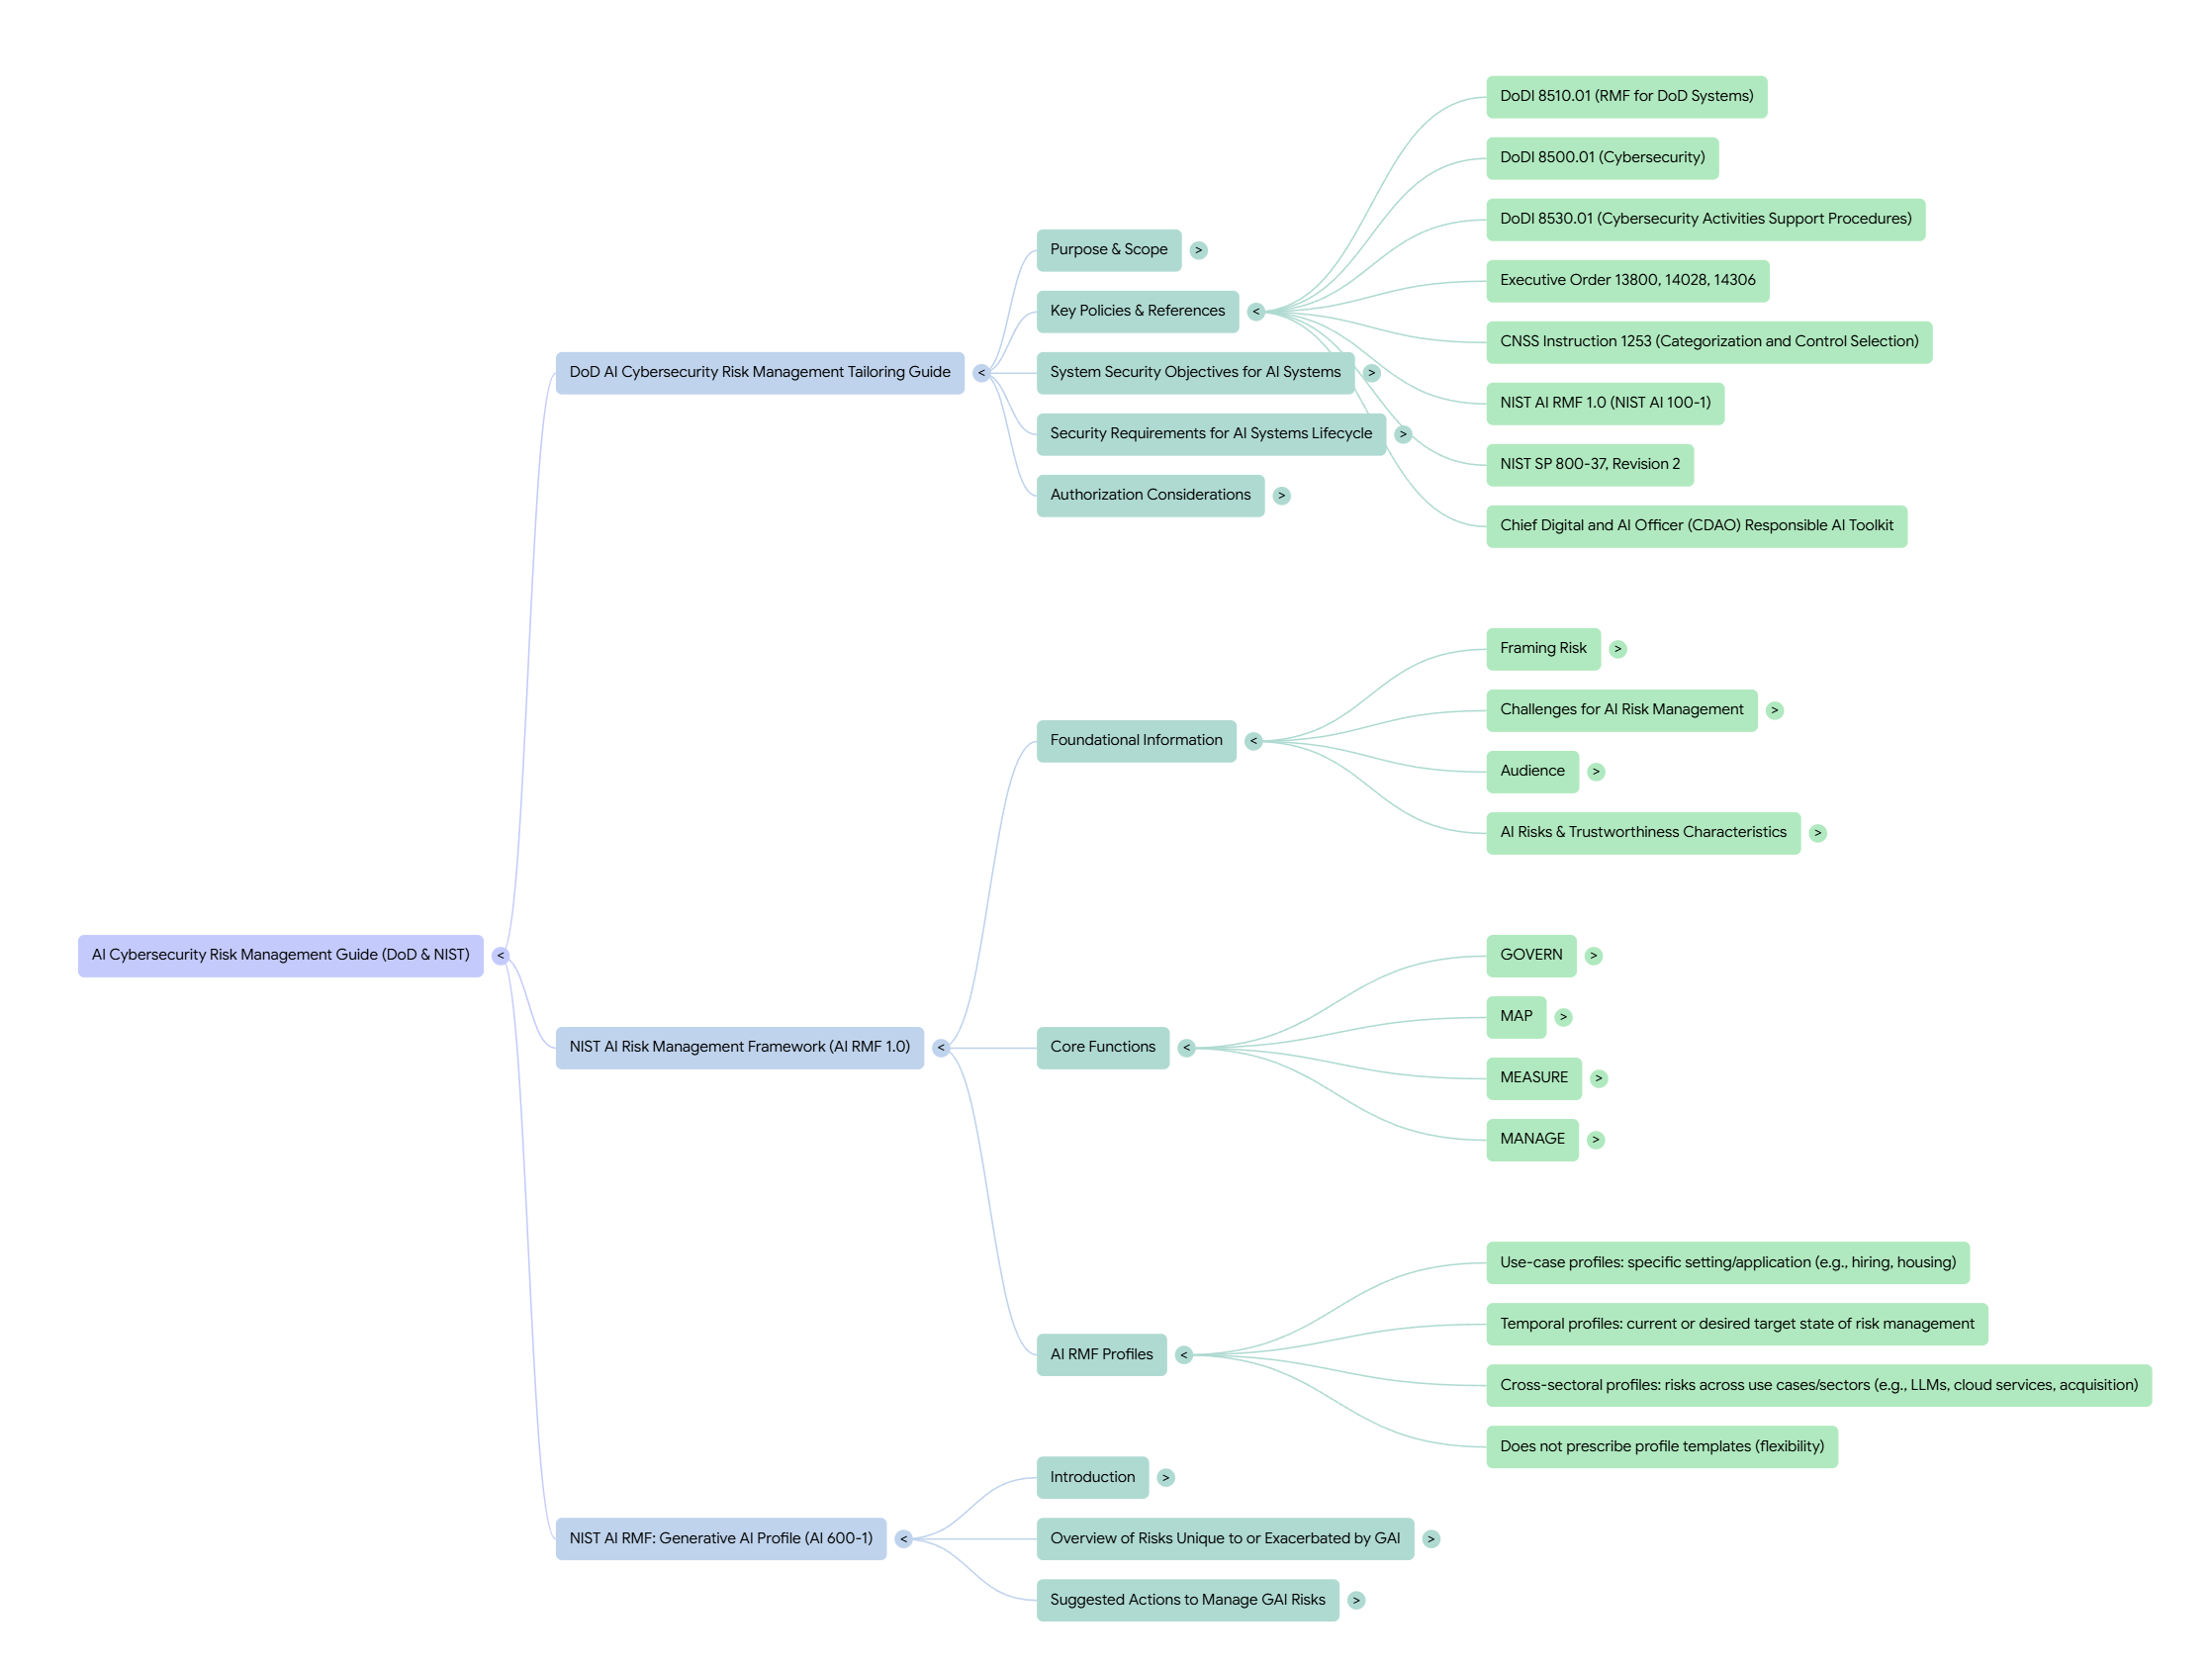 AI Cybersecurity Risk Management Guide (DoD & NIST)
<
DoD AI Cybersecurity Risk Management Tailoring Guide
<
Purpose & Scope
>
Key Policies & References
<
DoDI 8510.01 (RMF for DoD Systems)
DoDI 8500.01 (Cybersecurity)
DoDI 8530.01 (Cybersecurity Activities Support Procedures)
Executive Order 13800, 14028, 14306
CNSS Instruction 1253 (Categorization and Control Selection)
NIST AI RMF 1.0 (NIST AI 100-1)
NIST SP 800-37, Revision 2
Chief Digital and AI Officer (CDAO) Responsible AI Toolkit
System Security Objectives for AI Systems
>
Security Requirements for AI Systems Lifecycle
>
Authorization Considerations
>
NIST AI Risk Management Framework (AI RMF 1.0)
<
Foundational Information
<
Framing Risk
>
Challenges for AI Risk Management
>
Audience
>
AI Risks & Trustworthiness Characteristics
>
Core Functions
<
GOVERN
>
MAP
>
MEASURE
>
MANAGE
>
AI RMF Profiles
<
Use-case profiles: specific setting/application (e.g., hiring, housing)
Temporal profiles: current or desired target state of risk management
Cross-sectoral profiles: risks across use cases/sectors (e.g., LLMs, cloud services, acquisition)
Does not prescribe profile templates (flexibility)
NIST AI RMF: Generative AI Profile (AI 600-1)
<
Introduction
>
Overview of Risks Unique to or Exacerbated by GAI
>
Suggested Actions to Manage GAI Risks
>